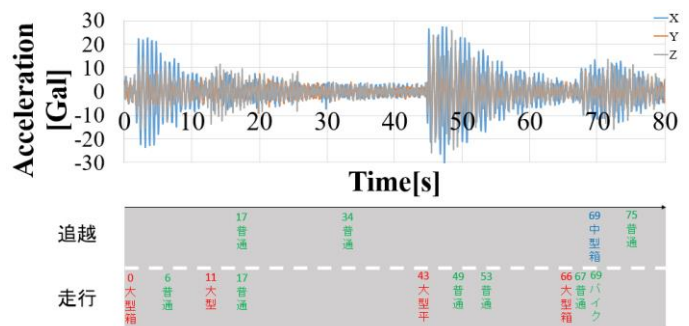 30
20
10
0
-10
-20
-30
Acceleration
[Gal]
X
Y
Z
0 10 20 30 40 50 60 70 80
Time[s]
追越
17 普通
34 普通
69 中型箱
75 普通
走行
0 大型箱
6 普通
11 大型
17 普通
43 大型平
49 普通
53 普通
66 大型箱
67 普通
69 バイク